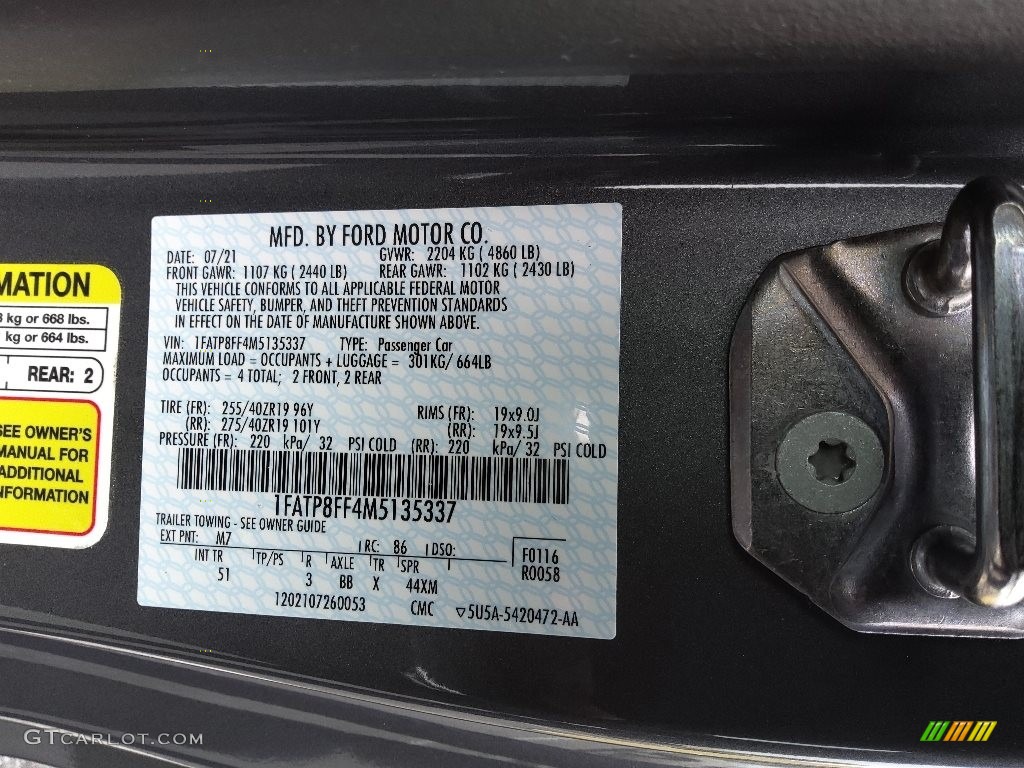 MFD. BY FORD MOTOR CO.
DATE: 07/21 GVWR: 2204 KG ( 4860 LB)
FRONT GAWR: 1107 KG ( 2440 LB) REAR GAWR: 1102 KG ( 2430 LB)
THIS VEHICLE CONFORMS TO ALL APPLICABLE FEDERAL MOTOR
VEHICLE SAFETY, BUMPER, AND THEFT PREVENTION STANDARDS
IN EFFECT ON THE DATE OF MANUFACTURE SHOWN ABOVE.
VIN: 1FATP8FF4M5135337 TYPE: Passenger Car
MAXIMUM LOAD = OCCUPANTS + LUGGAGE = 301KG/ 664LB
OCCUPANTS = 4 TOTAL; 2 FRONT, 2 REAR
TIRE (FR): 255/40ZR19 96Y RIMS (FR): 19x9.0J
(RR): 275/40ZR19 101Y (RR): 19x9.5J
PRESSURE (FR): 220 kPa/ 32 PSI COLD (RR): 220 kPa/ 32 PSI COLD
1FATP8FF4M5135337
TRAILER TOWING - SEE OWNER GUIDE
EXT PNT: M7 RC: 86 DSO: F0116
INT TR TP/PS R AXLE TR SPR R0058
51 3 BB X 44XM
1202107260053 CMC ▽5U5A-5420472-AA
MATION
kg or 668 lbs.
kg or 664 lbs.
REAR: 2
SEE OWNER'S
MANUAL FOR
ADDITIONAL
INFORMATION
GTCARLOT.COM